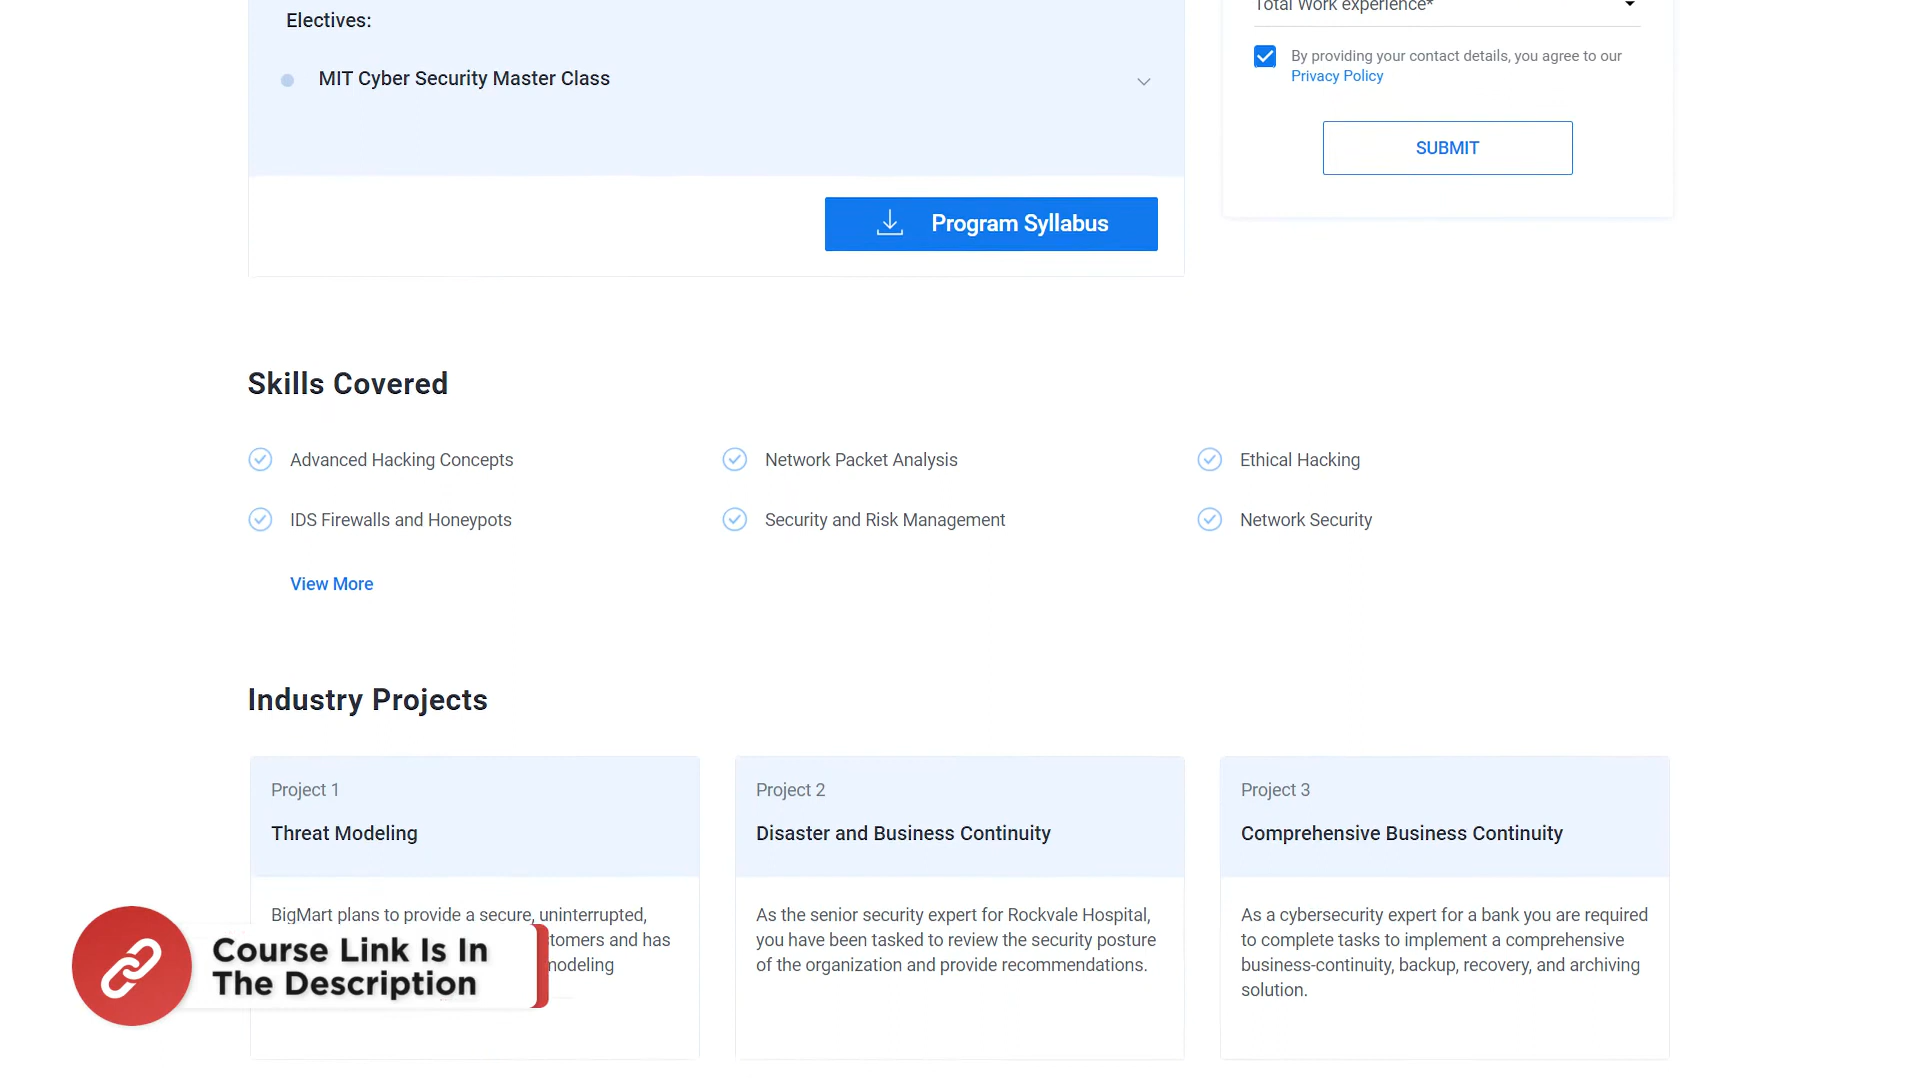 Electives:
MIT Cyber Security Master Class
Program Syllabus
Total Work experience*
By providing your contact details, you agree to our
Privacy Policy
SUBMIT
Skills Covered
Advanced Hacking Concepts
Network Packet Analysis
Ethical Hacking
IDS Firewalls and Honeypots
Security and Risk Management
Network Security
View More
Industry Projects
Project 1
Threat Modeling
BigMart plans to provide a secure, uninterrupted,
tomers and has
modeling
Project 2
Disaster and Business Continuity
As the senior security expert for Rockvale Hospital,
you have been tasked to review the security posture
of the organization and provide recommendations.
Project 3
Comprehensive Business Continuity
As a cybersecurity expert for a bank you are required
to complete tasks to implement a comprehensive
business-continuity, backup, recovery, and archiving
solution.
Course Link Is In
The Description